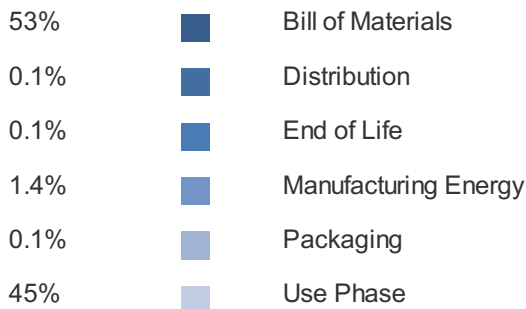 53% Bill of Materials
0.1% Distribution
0.1% End of Life
1.4% Manufacturing Energy
0.1% Packaging
45% Use Phase